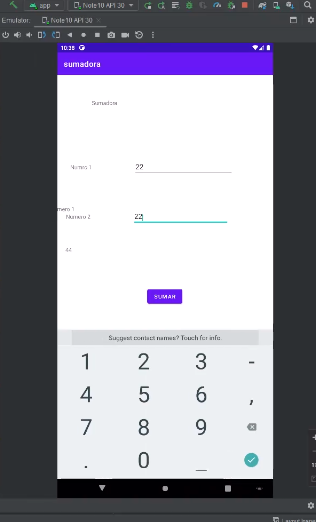 app
Note10 API 30
Emulator:
Note10 API 30
10:38
sumadora
Sumadora
Numro 1
22
mero 1
Numero 2
22
44
SUMAR
Suggest contact names? Touch for info.
1 2 3 -
4 5 6 ,
7 8 9
. 0 _